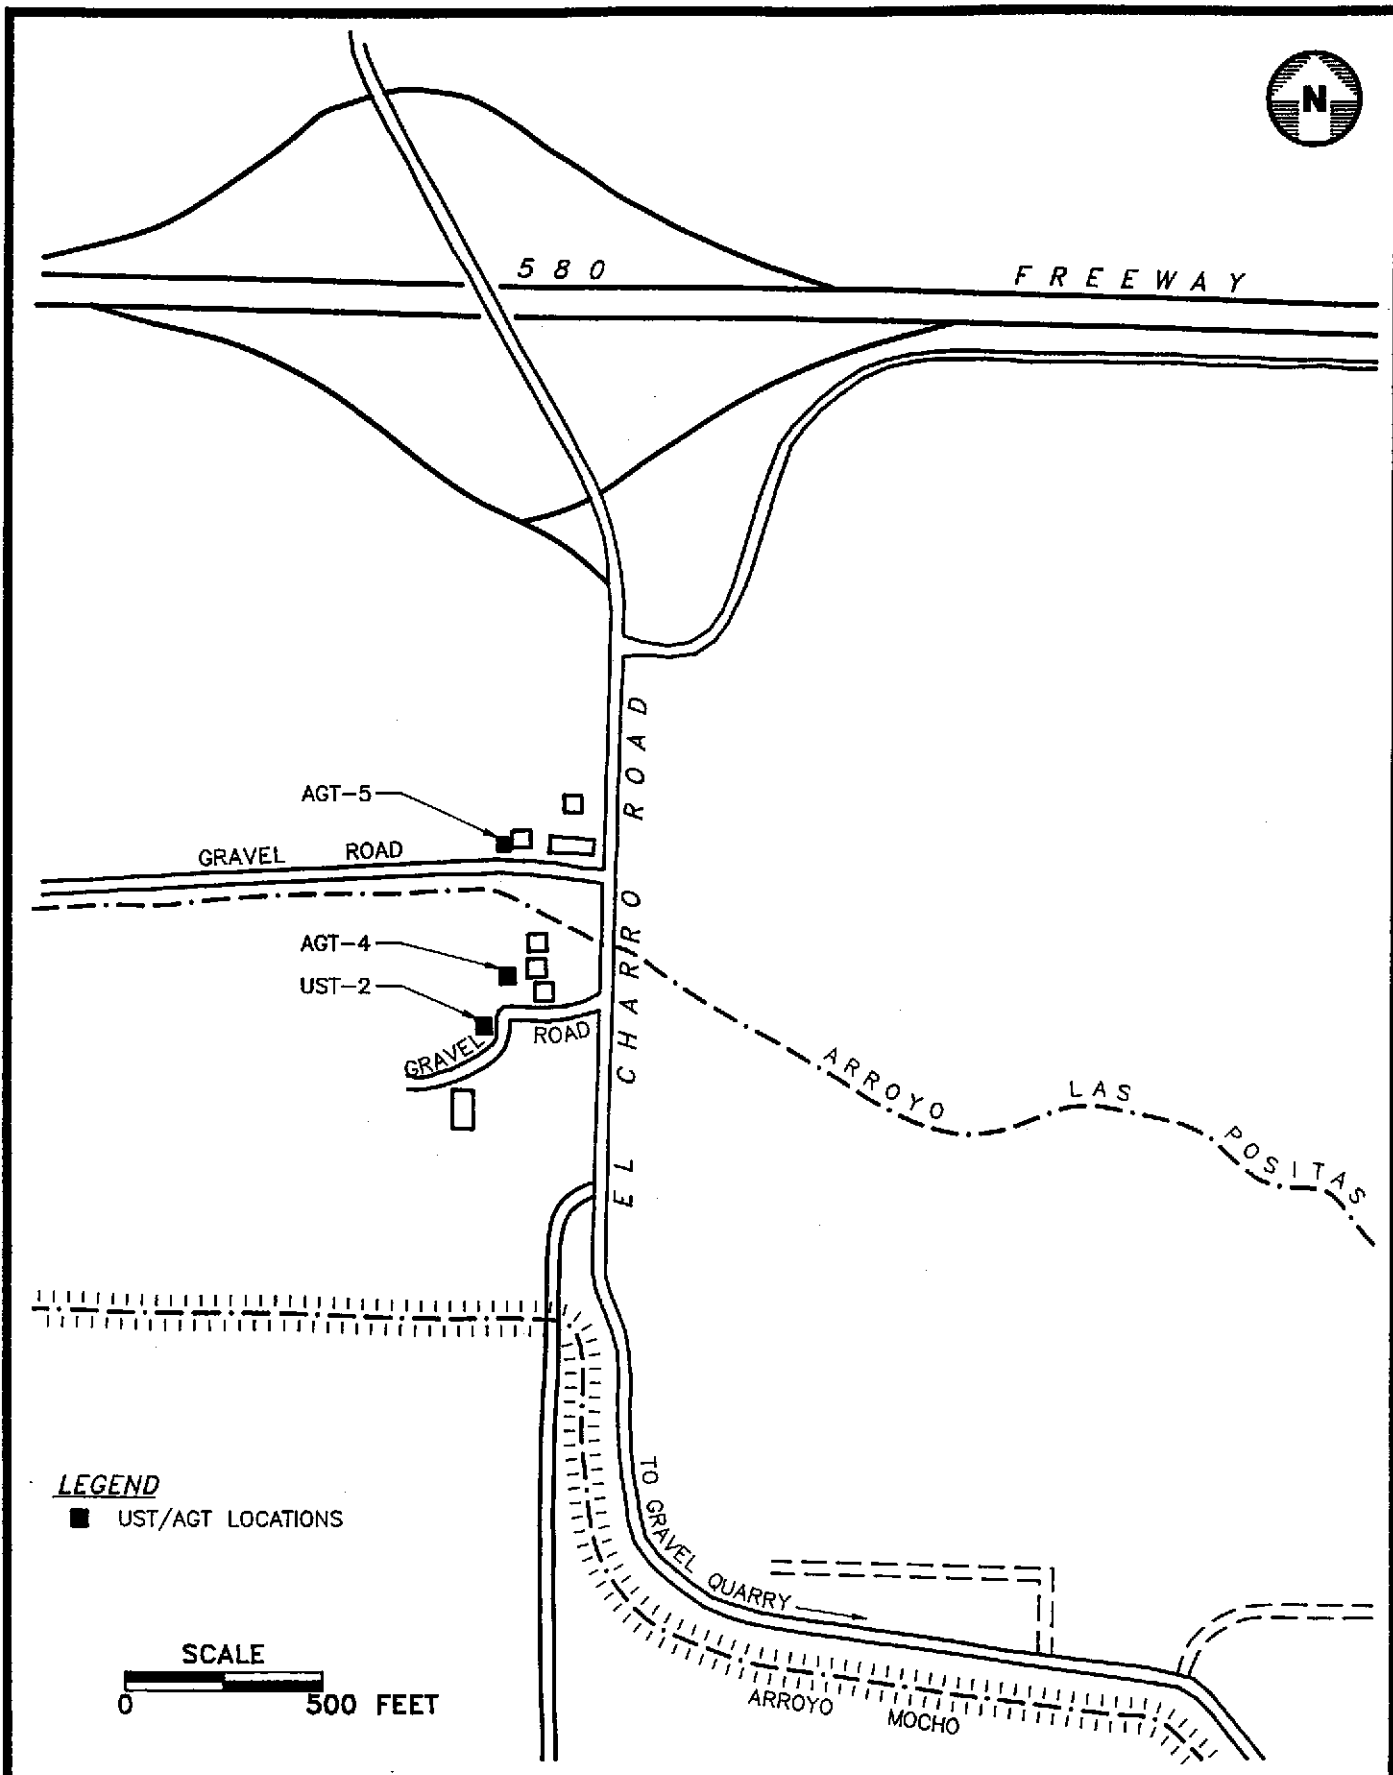 N
580 FREEWAY
EL CHARRO ROAD
AGT-5
GRAVEL ROAD
AGT-4
UST-2
GRAVEL ROAD
ARROYO LAS POSITAS
LEGEND
UST/AGT LOCATIONS
TO GRAVEL QUARRY
SCALE
0 500 FEET
ARROYO MOCHO